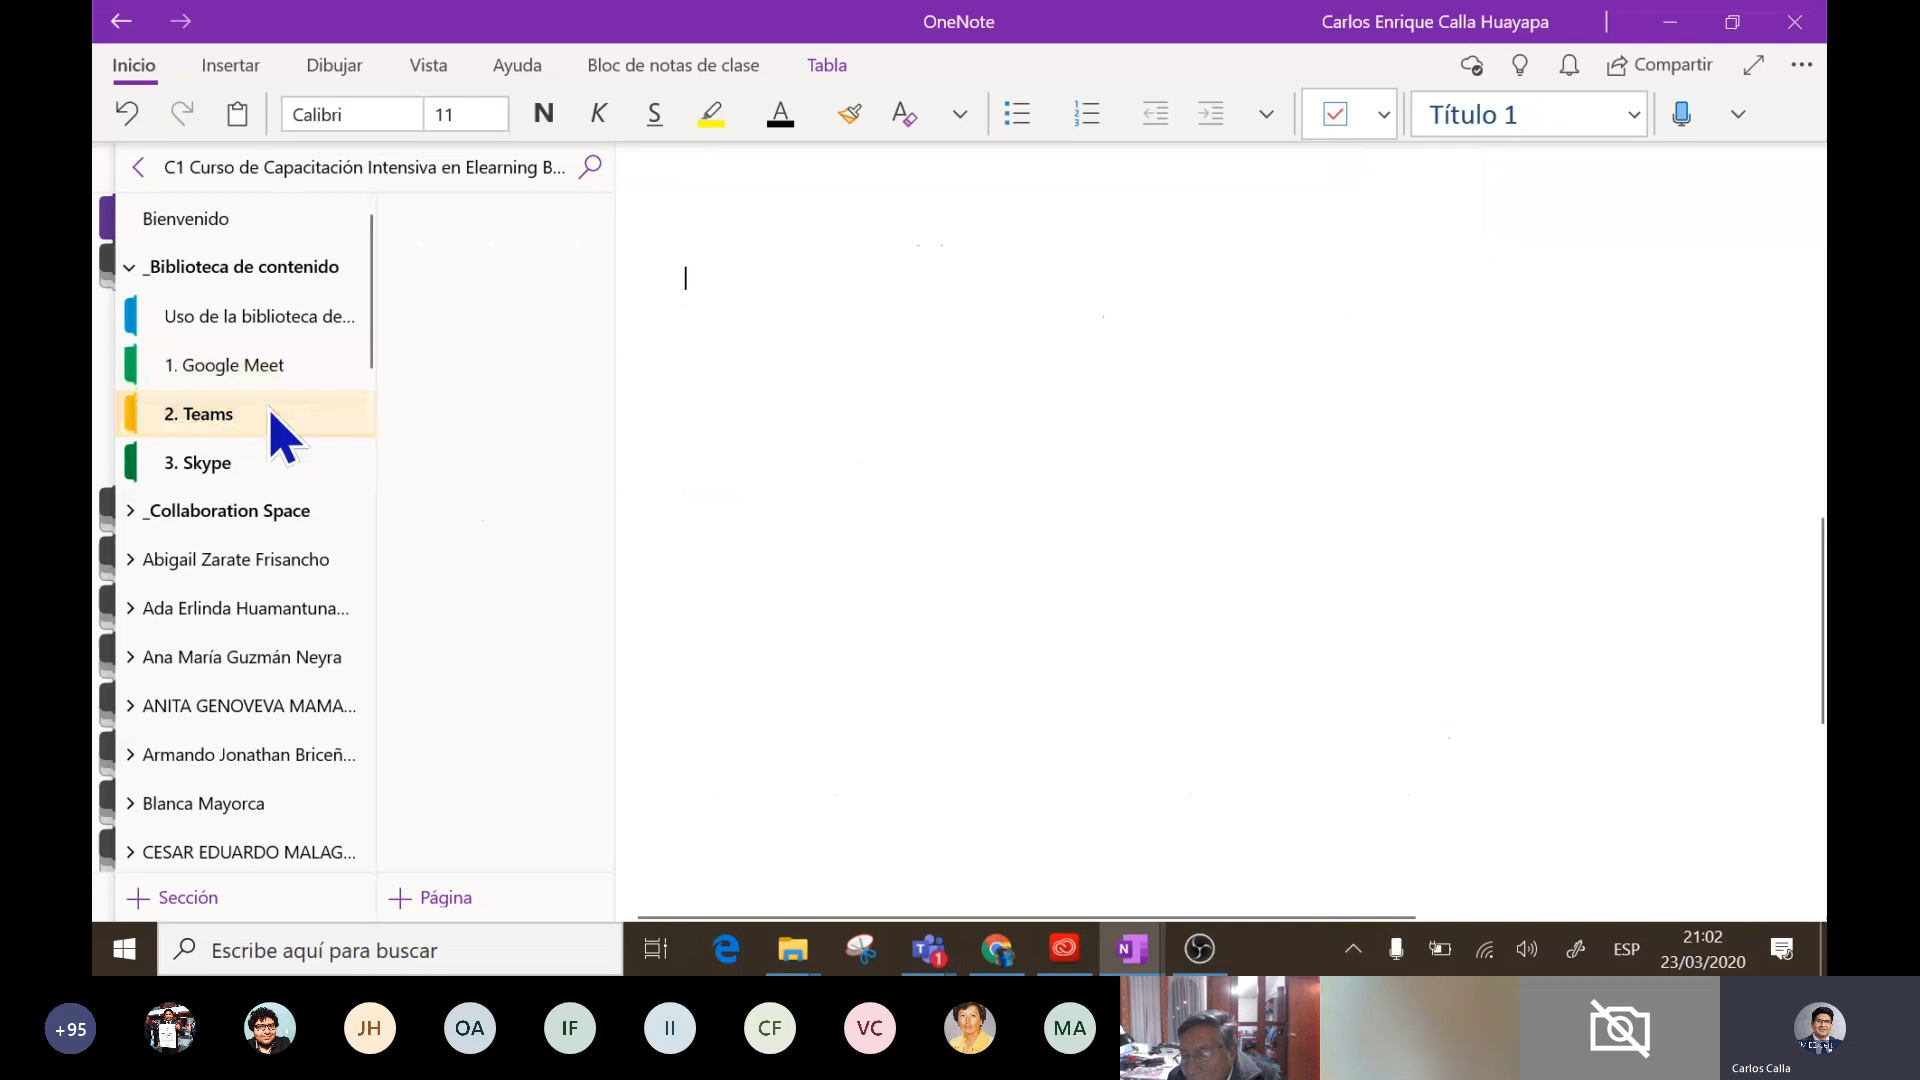 OneNote
Carlos Enrique Calla Huayapa
Inicio
Insertar
Dibujar
Vista
Ayuda
Bloc de notas de clase
Tabla
Compartir
Calibri
11
N
K
S
Título 1
C1 Curso de Capacitación Intensiva en Elearning B...
Bienvenido
_Biblioteca de contenido
Uso de la biblioteca de...
1. Google Meet
2. Teams
3. Skype
_Collaboration Space
Abigail Zarate Frisancho
Ada Erlinda Huamantuna...
Ana María Guzmán Neyra
ANITA GENOVEVA MAMA...
Armando Jonathan Briceñ...
Blanca Mayorca
CESAR EDUARDO MALAG...
Sección
Página
Escribe aquí para buscar
ESP
21:02
23/03/2020
+95
JH
OA
IF
II
CF
VC
MA
Carlos Calla